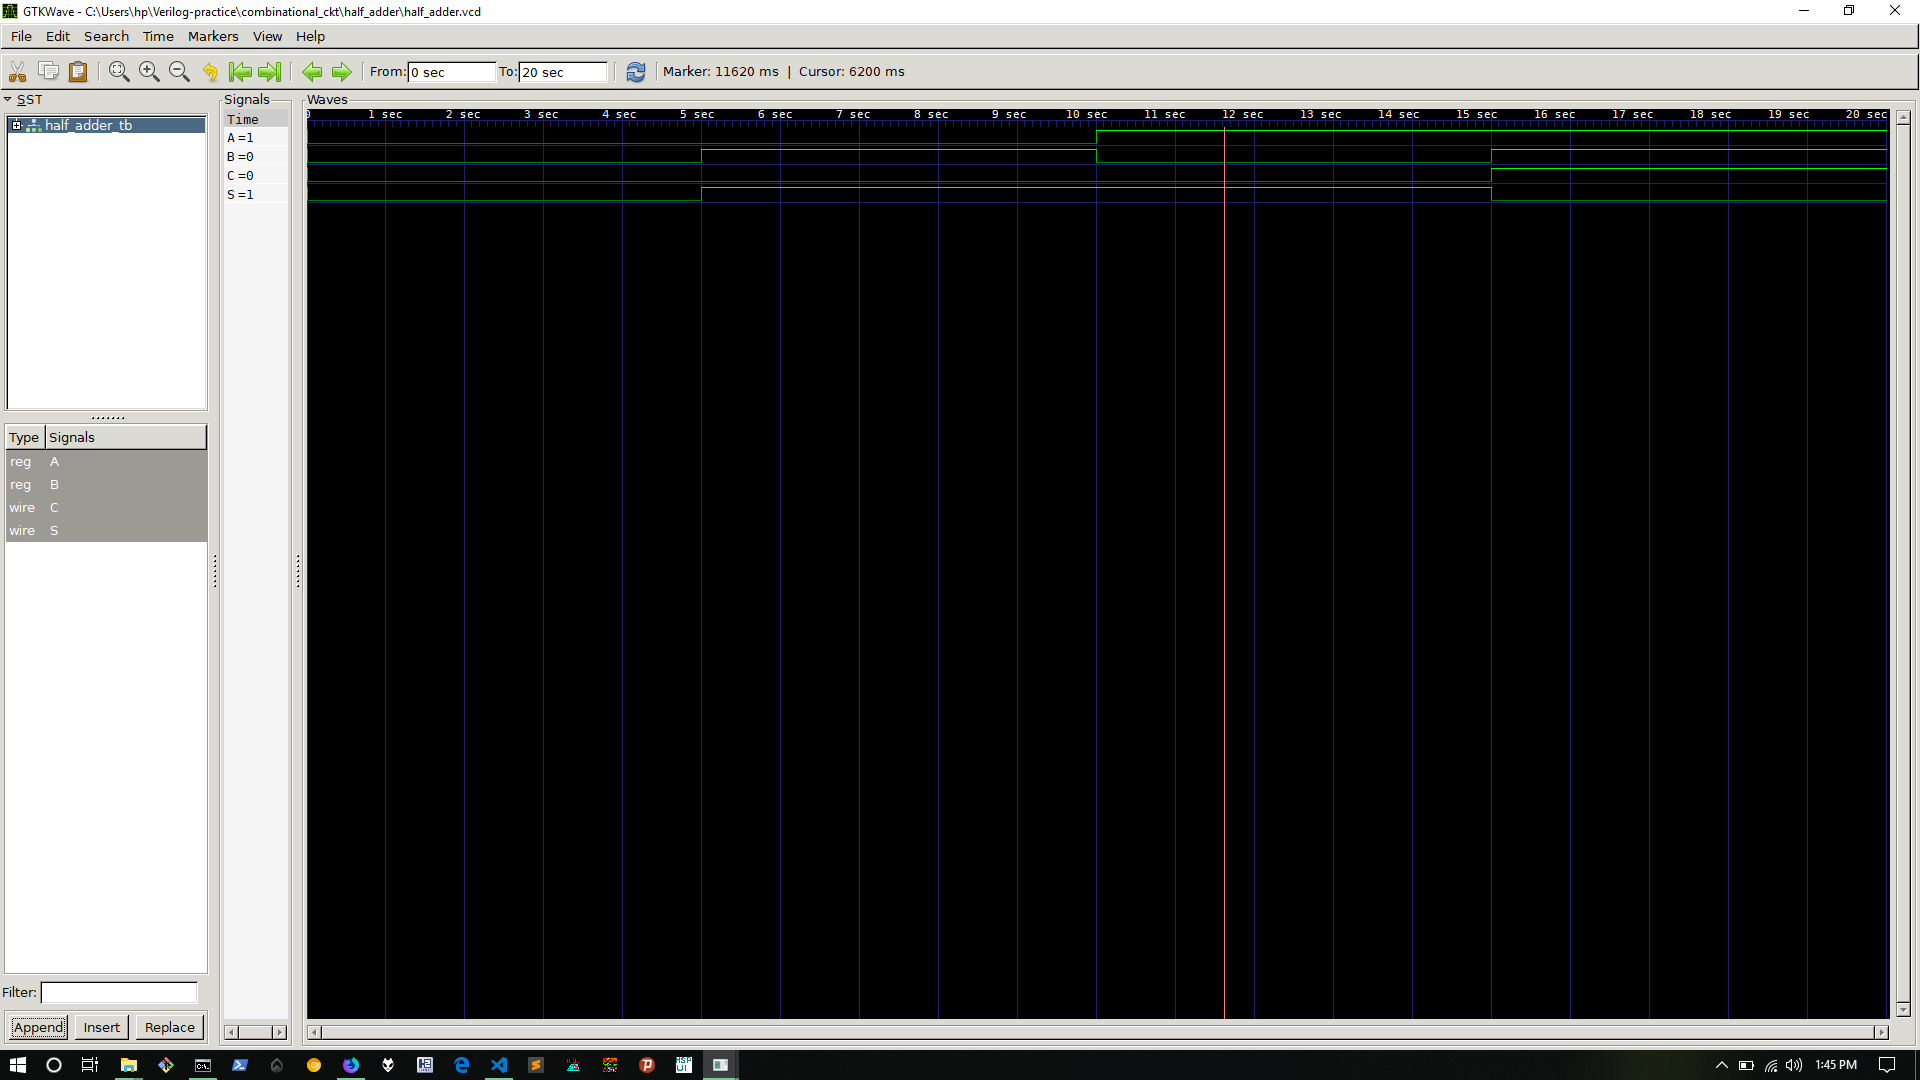 GTKWave - C:\Users\hp\Verilog-practice\combinational_ckt\half_adder\half_adder.vcd
File Edit Search Time Markers View Help
From: 0 sec To: 20 sec Marker: 11620 ms | Cursor: 6200 ms
SST
half_adder_tb
Type Signals
reg A
reg B
wire C
wire S
Filter:
Append Insert Replace
Signals
Time
A =1
B =0
C =0
S =1
Waves
0 1 sec 2 sec 3 sec 4 sec 5 sec 6 sec 7 sec 8 sec 9 sec 10 sec 11 sec 12 sec 13 sec 14 sec 15 sec 16 sec 17 sec 18 sec 19 sec 20 sec
1:45 PM